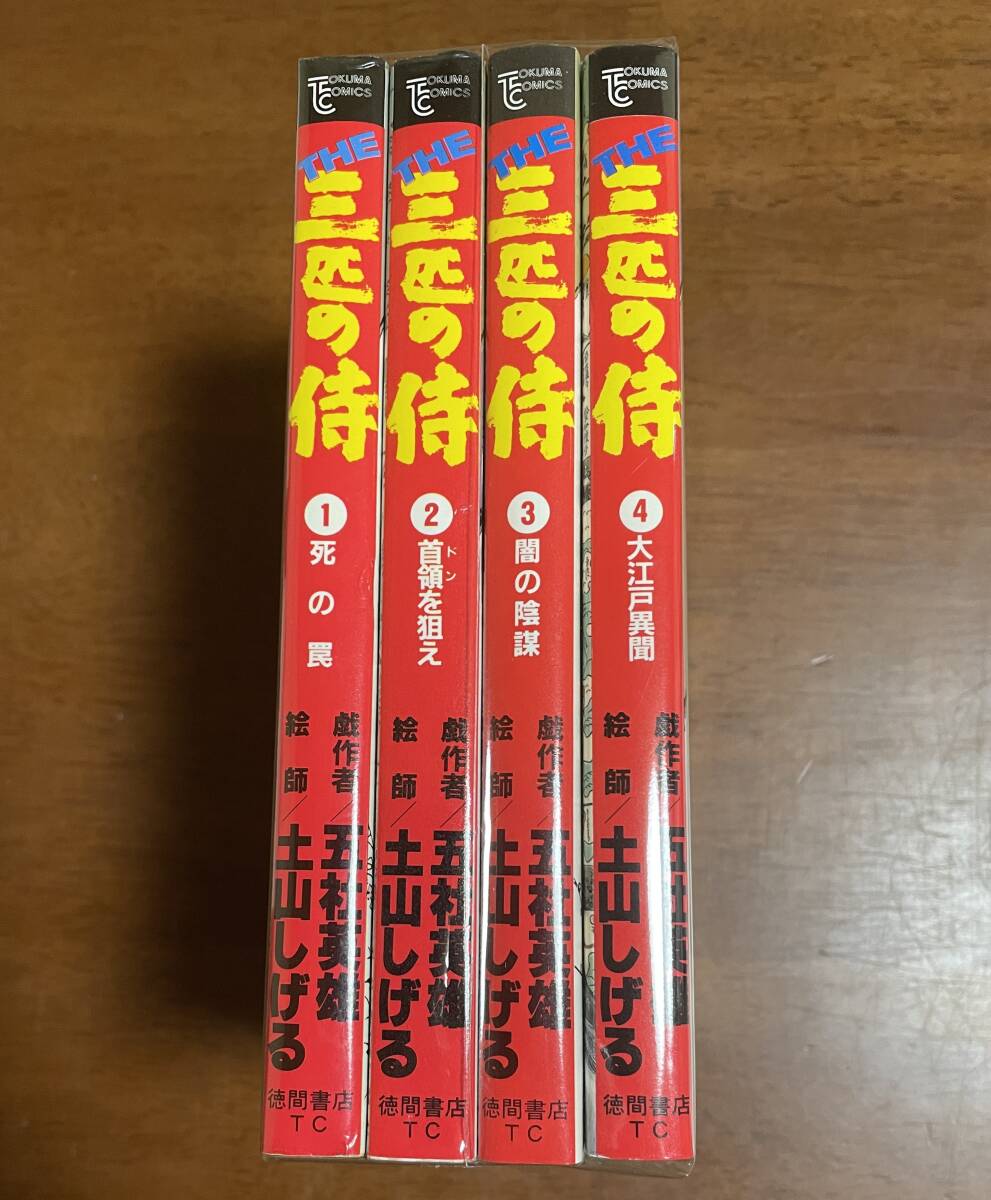 TOKUMA COMICS
THE
三匹の侍
1
死の罠
戯作者／五社英雄
絵師／土山しげる
徳間書店
TC
TOKUMA COMICS
THE
三匹の侍
2
首領を狙え
ドン
戯作者／五社英雄
絵師／土山しげる
徳間書店
TC
TOKUMA COMICS
THE
三匹の侍
3
闇の陰謀
戯作者／五社英雄
絵師／土山しげる
徳間書店
TC
TOKUMA COMICS
THE
三匹の侍
4
大江戸異聞
戯作者／五社英雄
絵師／土山しげる
徳間書店
TC